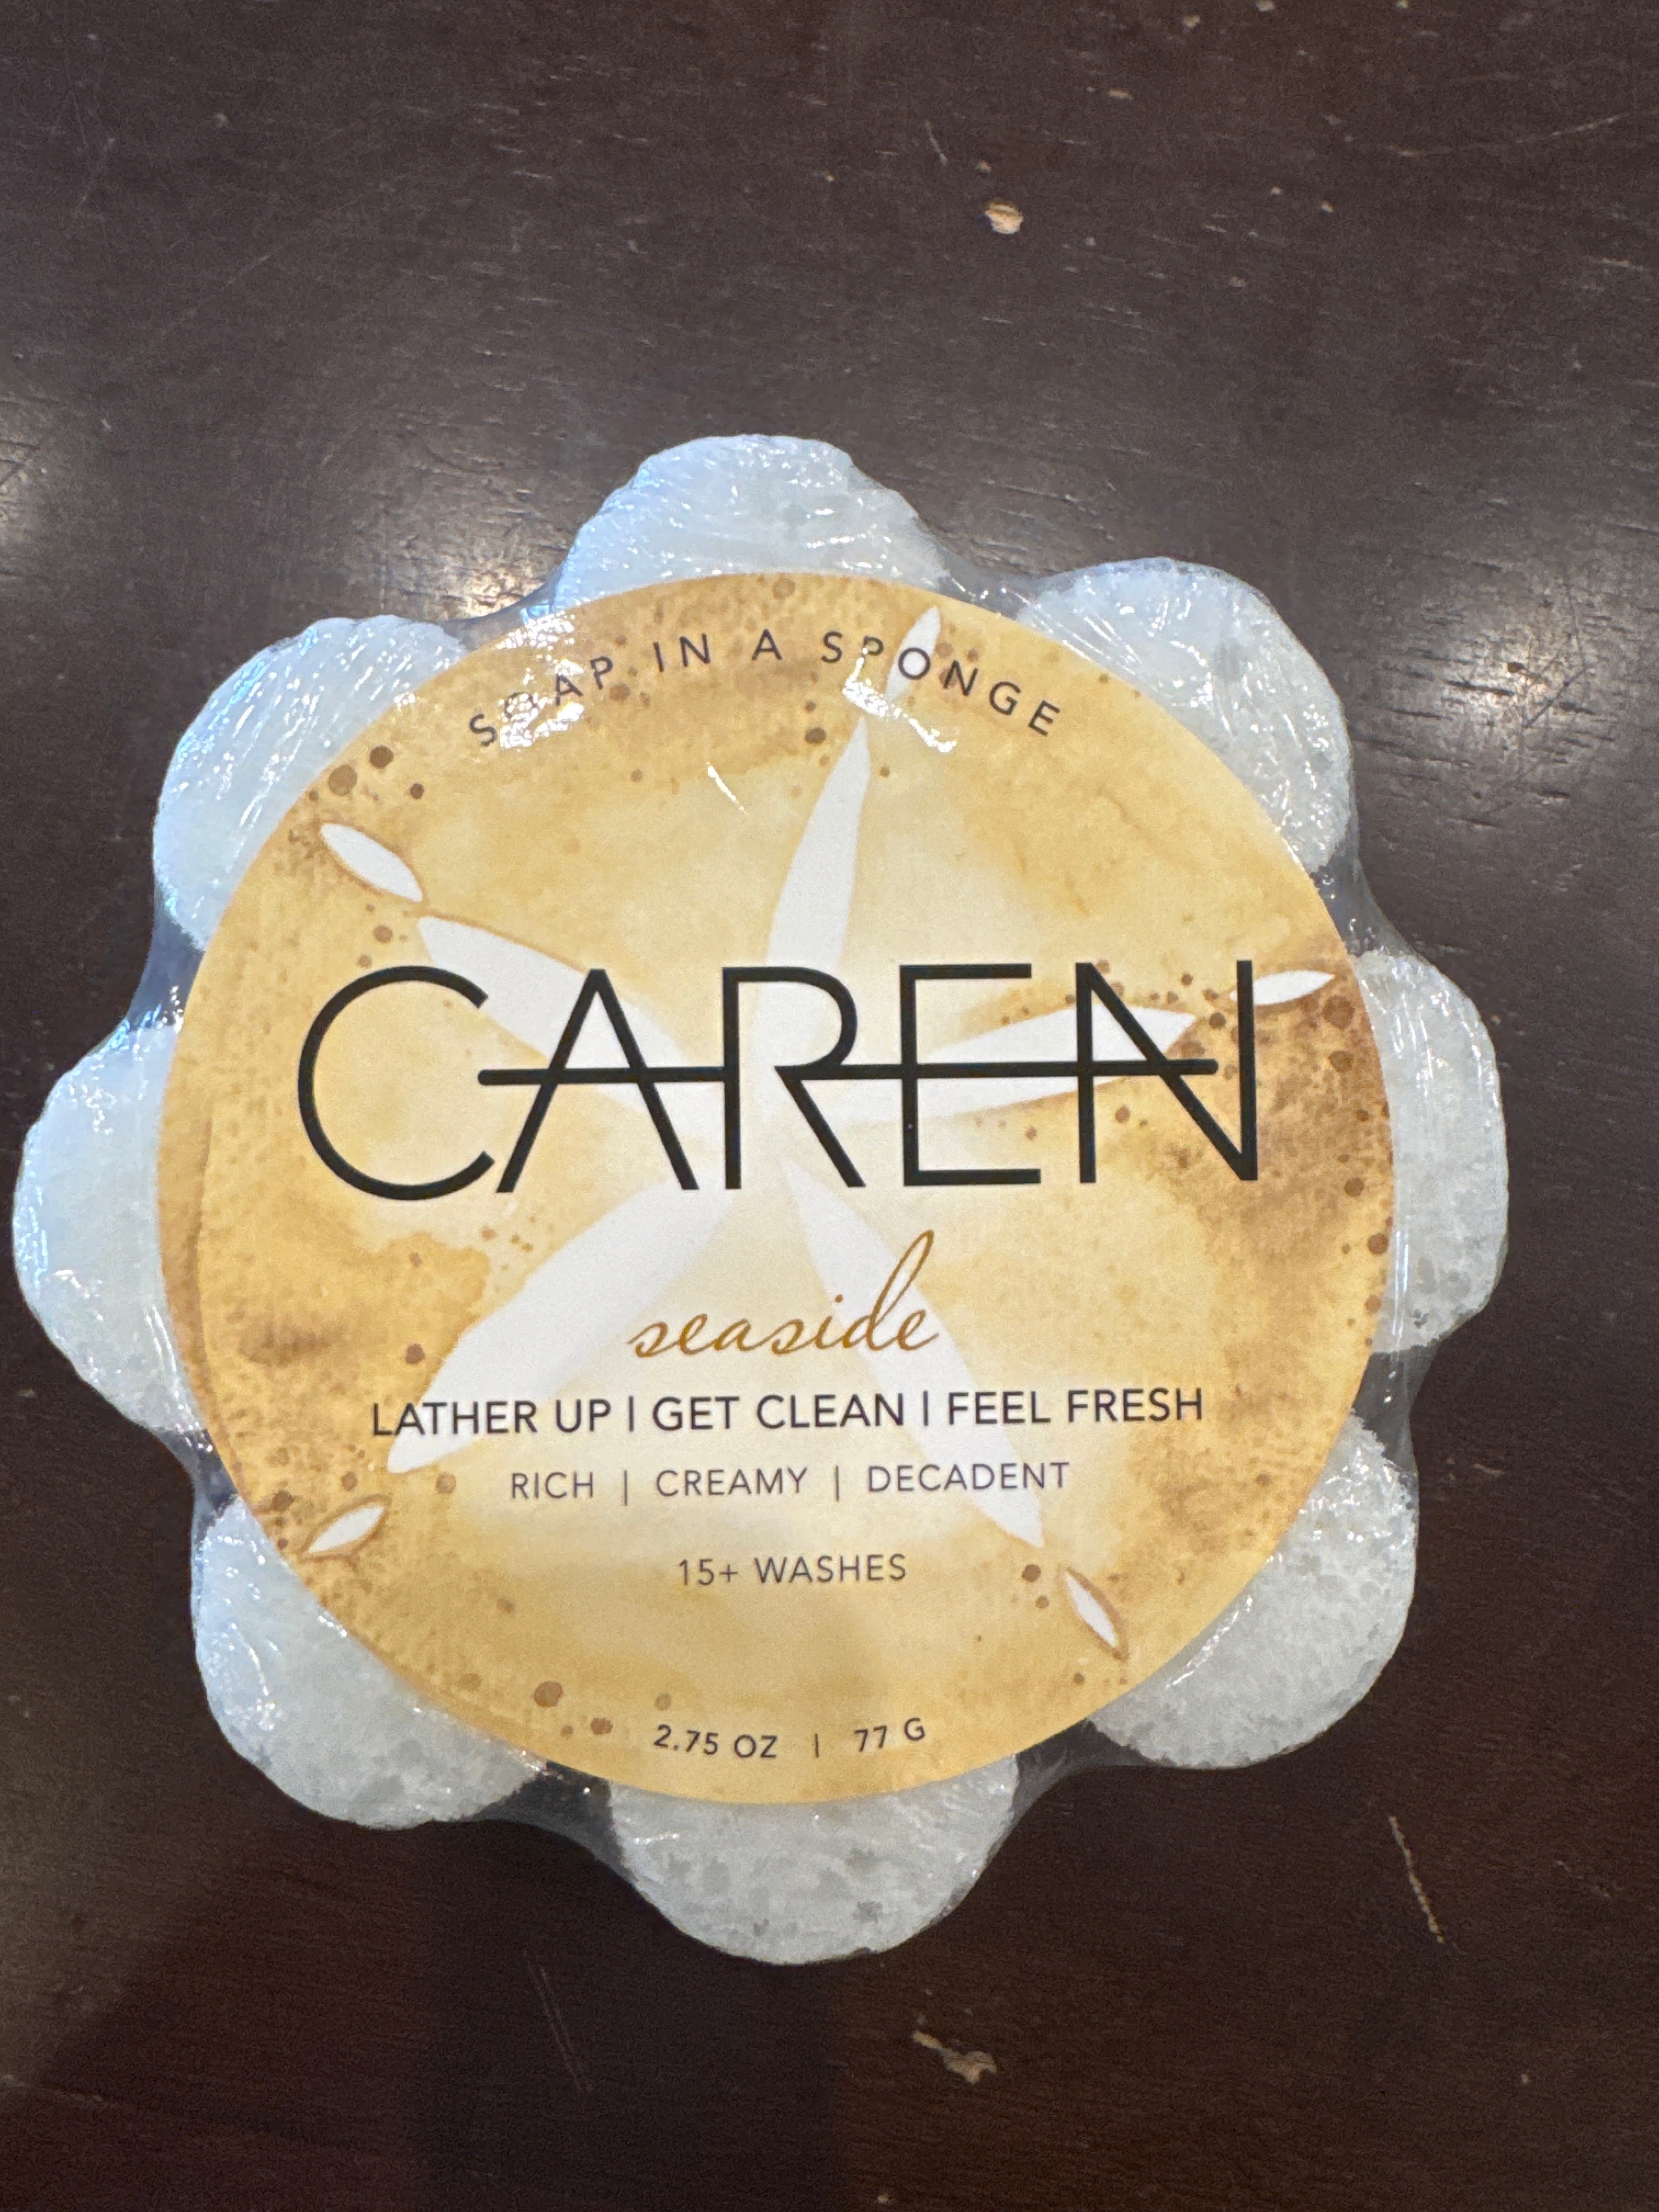 SOAP IN A SPONGE
CAREN
seaside
LATHER UP | GET CLEAN | FEEL FRESH
RICH | CREAMY | DECADENT
15+ WASHES
2.75 OZ | 77 G